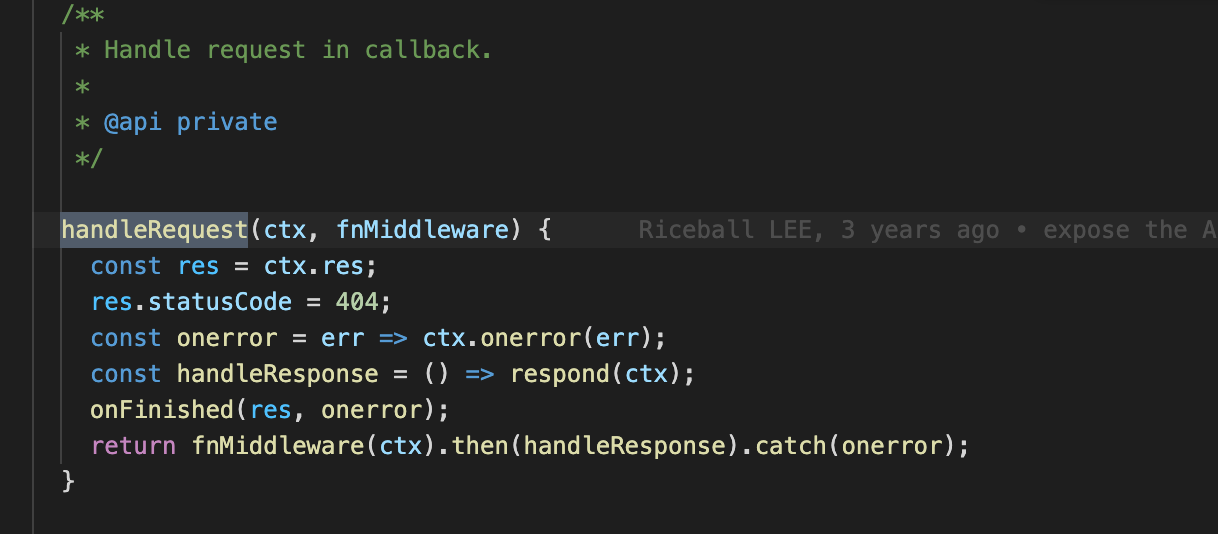 /**
* Handle request in callback.
*
* @api private
*/
handleRequest(ctx, fnMiddleware) { Riceball LEE, 3 years ago • expose the A
const res = ctx.res;
res.statusCode = 404;
const onerror = err => ctx.onerror(err);
const handleResponse = () => respond(ctx);
onFinished(res, onerror);
return fnMiddleware(ctx).then(handleResponse).catch(onerror);
}